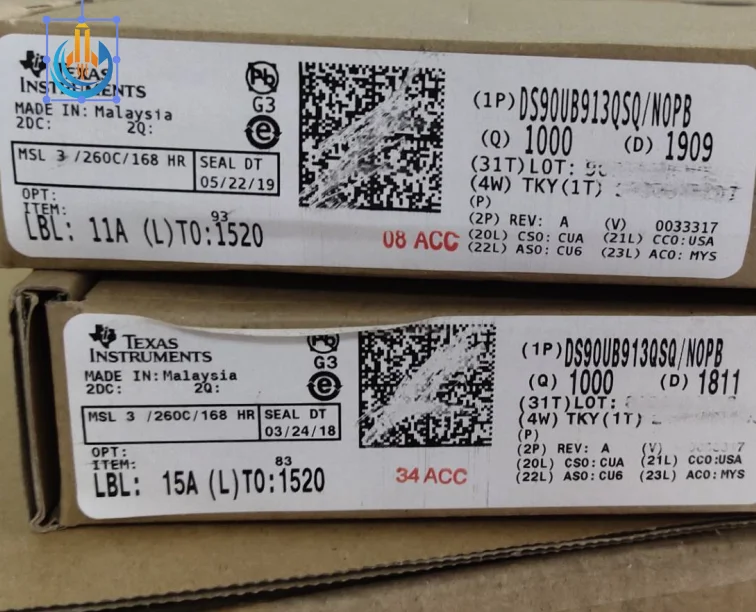 TEXAS
INSTRUMENTS
MADE IN: Malaysia
2DC: 2Q:
MSL 3 /260C/168 HR
SEAL DT
05/22/19
OPT:
ITEM:
93
LBL: 11A (L)TO:1520
Pb
G3
e
08 ACC
(1P) DS90UB913QSQ/NOPB
(Q) 1000 (D) 1909
(31T) LOT:
(4W) TKY(1T)
(P)
(2P) REV: A (V) 0033317
(20L) CSO: CUA (21L) CCO:USA
(22L) ASO: CU6 (23L) ACO: MYS
TEXAS
INSTRUMENTS
MADE IN: Malaysia
2DC: 2Q:
MSL 3 /260C/168 HR
SEAL DT
03/24/18
OPT:
ITEM:
83
LBL: 15A (L)TO:1520
Pb
G3
e
34 ACC
(1P) DS90UB913QSQ/NOPB
(Q) 1000 (D) 1811
(31T) LOT:
(4W) TKY(1T)
(P)
(2P) REV: A (V)
(20L) CSO: CUA (21L) CCO:USA
(22L) ASO: CU6 (23L) ACO: MYS